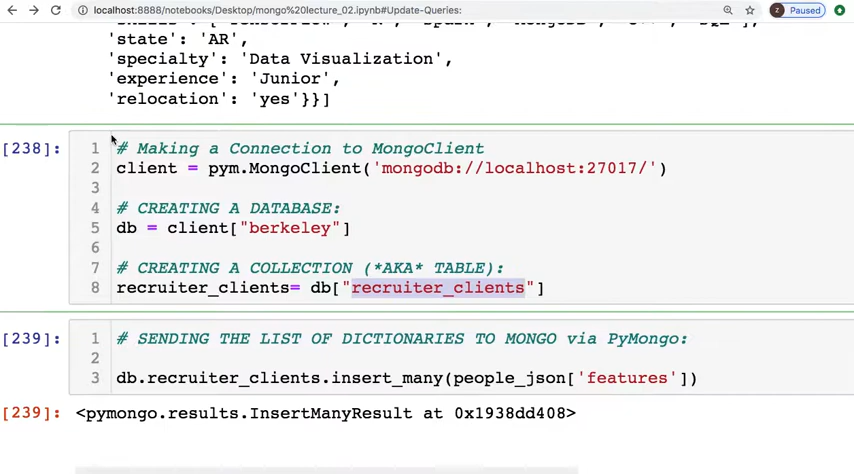 localhost:8888/notebooks/Desktop/mongo%20lecture_02.ipynb#Update-Queries:
Z Paused
'state': 'AR',
'specialty': 'Data Visualization',
'experience': 'Junior',
'relocation': 'yes'}}]
[238]:
1 # Making a Connection to MongoClient
2 client = pym.MongoClient('mongodb://localhost:27017/')
3
4 # CREATING A DATABASE:
5 db = client["berkeley"]
6
7 # CREATING A COLLECTION (*AKA* TABLE):
8 recruiter_clients= db["recruiter_clients"]
[239]:
1 # SENDING THE LIST OF DICTIONARIES TO MONGO via PyMongo:
2
3 db.recruiter_clients.insert_many(people_json['features'])
[239]: <pymongo.results.InsertManyResult at 0x1938dd408>